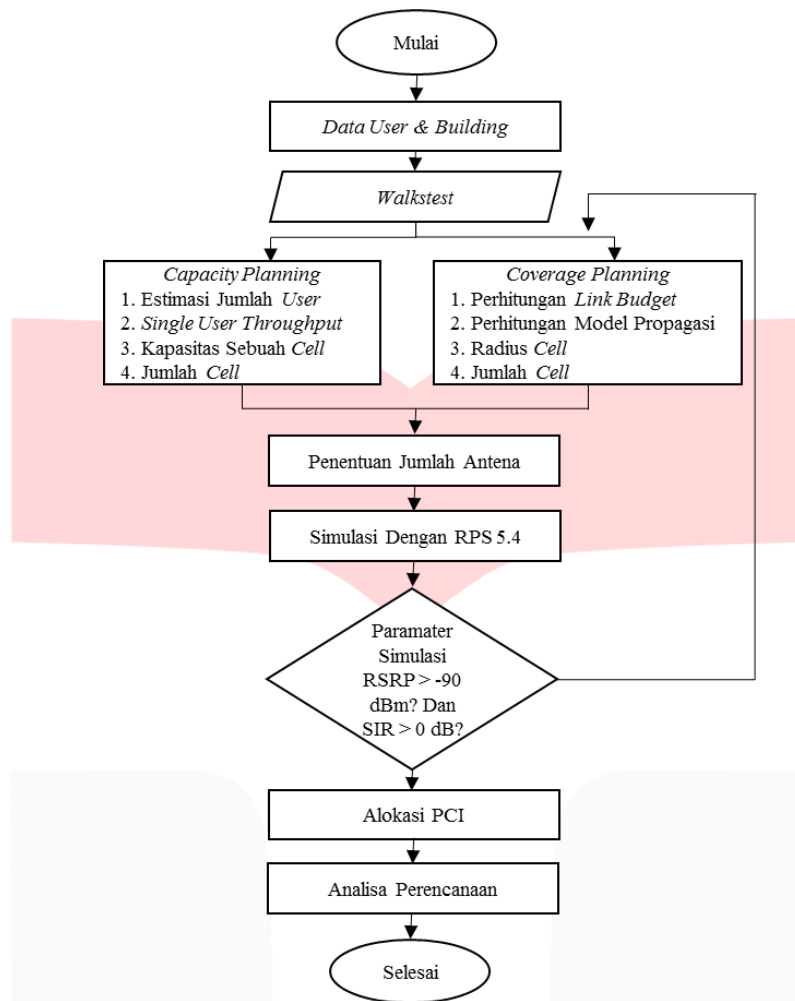 Mulai
Data User & Building
Walkstest
Capacity Planning
1. Estimasi Jumlah User
2. Single User Throughput
3. Kapasitas Sebuah Cell
4. Jumlah Cell
Coverage Planning
1. Perhitungan Link Budget
2. Perhitungan Model Propagasi
3. Radius Cell
4. Jumlah Cell
Penentuan Jumlah Antena
Simulasi Dengan RPS 5.4
Paramater
Simulasi
RSRP > -90
dBm? Dan
SIR > 0 dB?
Alokasi PCI
Analisa Perencanaan
Selesai